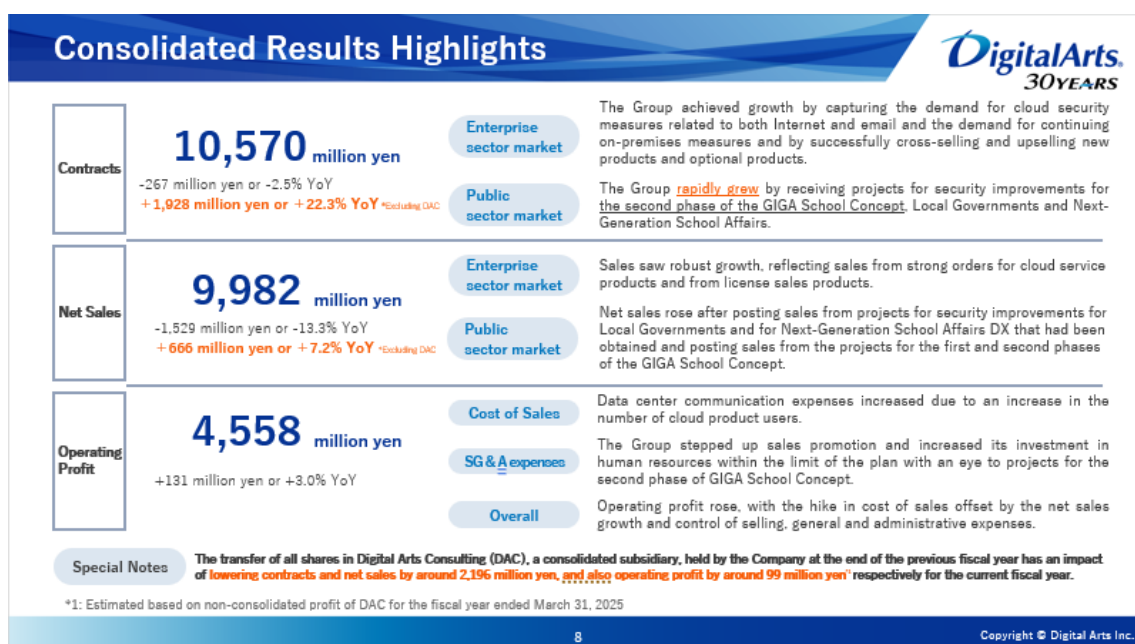 Consolidated Results Highlights
DigitalArts®
30YEARS
Contracts
10,570 million yen
-267 million yen or -2.5% YoY
+1,928 million yen or +22.3% YoY *Excluding DAC
Enterprise
sector market
The Group achieved growth by capturing the demand for cloud security
measures related to both Internet and email and the demand for continuing
on-premises measures and by successfully cross-selling and upselling new
products and optional products.
Public
sector market
The Group rapidly grew by receiving projects for security improvements for
the second phase of the GIGA School Concept, Local Governments and Next-
Generation School Affairs.
Net Sales
9,982 million yen
-1,529 million yen or -13.3% YoY
+666 million yen or +7.2% YoY *Excluding DAC
Enterprise
sector market
Sales saw robust growth, reflecting sales from strong orders for cloud service
products and from license sales products.
Public
sector market
Net sales rose after posting sales from projects for security improvements for
Local Governments and for Next-Generation School Affairs DX that had been
obtained and posting sales from the projects for the first and second phases
of the GIGA School Concept.
Operating
Profit
4,558 million yen
+131 million yen or +3.0% YoY
Cost of Sales
Data center communication expenses increased due to an increase in the
number of cloud product users.
SG & A expenses
The Group stepped up sales promotion and increased its investment in
human resources within the limit of the plan with an eye to projects for the
second phase of GIGA School Concept.
Overall
Operating profit rose, with the hike in cost of sales offset by the net sales
growth and control of selling, general and administrative expenses.
Special Notes
The transfer of all shares in Digital Arts Consulting (DAC), a consolidated subsidiary, held by the Company at the end of the previous fiscal year has an impact
of lowering contracts and net sales by around 2,196 million yen, and also operating profit by around 99 million yen*1 respectively for the current fiscal year.
*1: Estimated based on non-consolidated profit of DAC for the fiscal year ended March 31, 2025
8
Copyright © Digital Arts Inc.